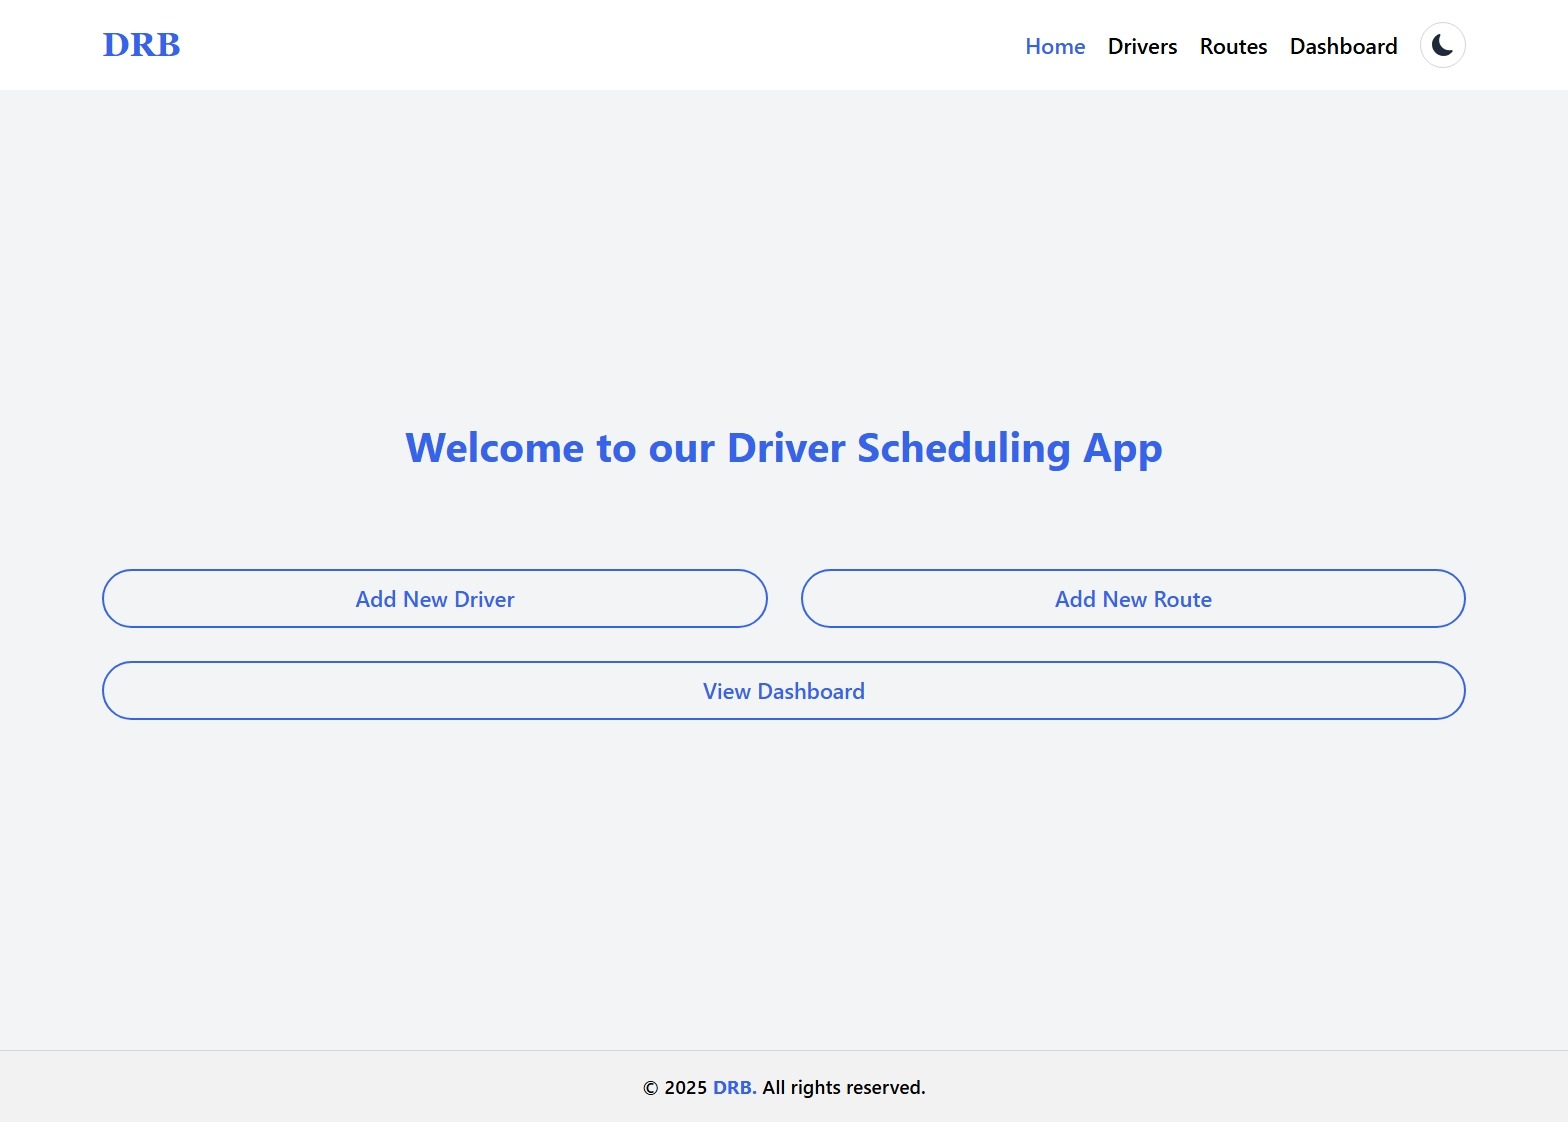 DRB
Home Drivers Routes Dashboard
Welcome to our Driver Scheduling App
Add New Driver
Add New Route
View Dashboard
© 2025 DRB. All rights reserved.